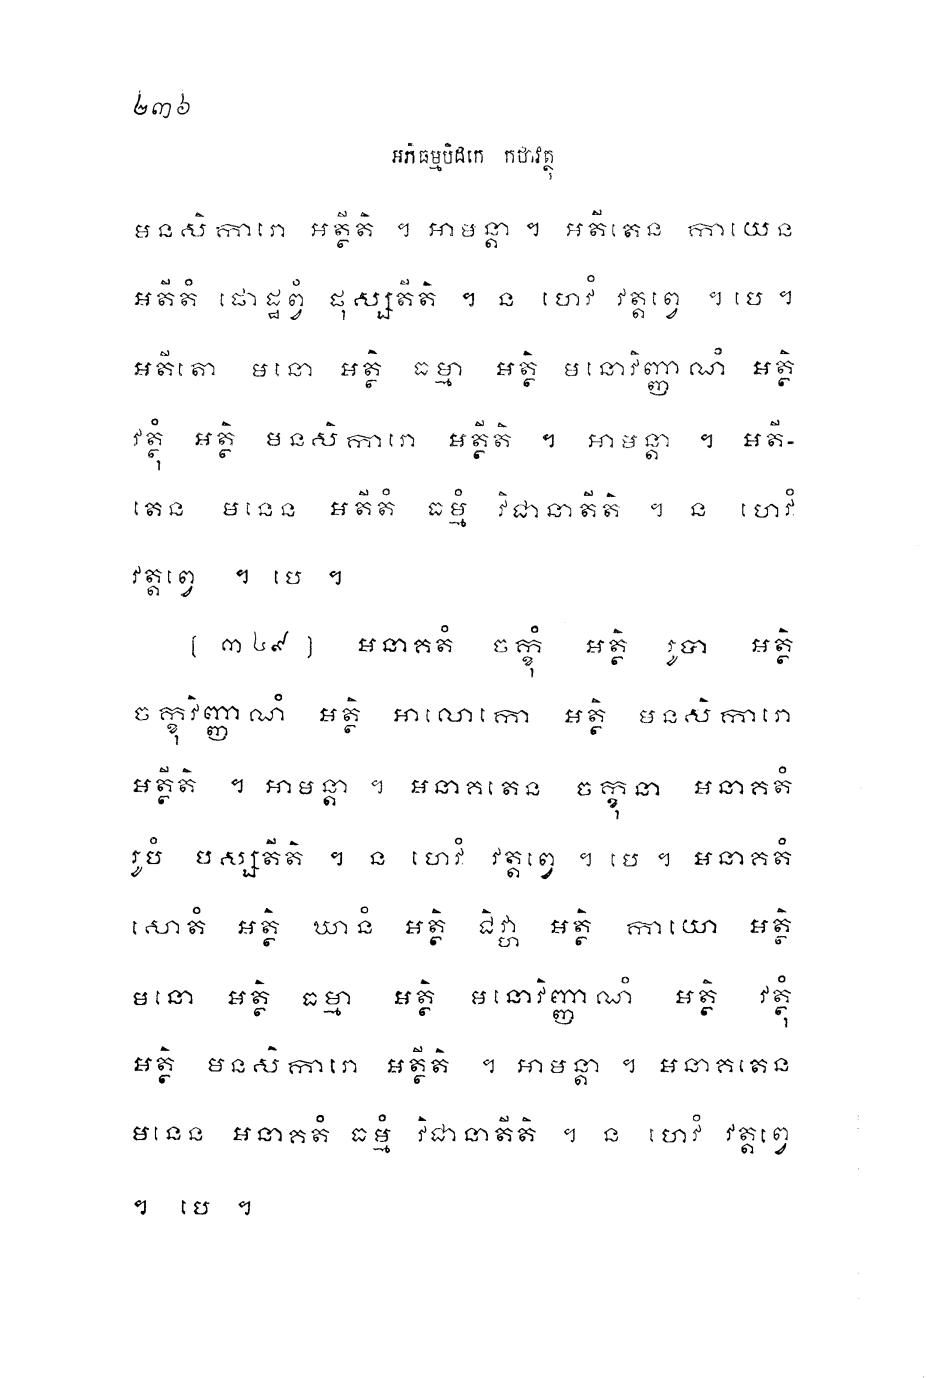 ២៣៦
អភិធម្មបិដកេ កថាវត្ថុ
មនសិការោ អត្ថីតិ ។ អាមន្តា ។ អតីតេន កាយេន
អតីតំ ផោដ្ឋព្វំ ផុស្សតីតិ ។ ន ហេវំ វត្តព្វេ ។ បេ ។
អតីតោ មនោ អត្ថិ ធម្មា អត្ថិ មនោវិញ្ញាណំ អត្ថិ
វត្ថុំ អត្ថិ មនសិការោ អត្ថីតិ ។ អាមន្តា ។ អតី-
តេន មនេន អតីតំ ធម្មំ វិជានាតីតិ ។ ន ហេវំ
វត្តព្វេ ។ បេ ។
[ ៣៤៩ ] អនាគតំ ចក្ខុំ អត្ថិ រូបា អត្ថិ
ចក្ខុវិញ្ញាណំ អត្ថិ អាលោកោ អត្ថិ មនសិការោ
អត្ថីតិ ។ អាមន្តា ។ អនាគតេន ចក្ខុនា អនាគតំ
រូបំ បស្សតីតិ ។ ន ហេវំ វត្តព្វេ ។ បេ ។ អនាគតំ
សោតំ អត្ថិ ឃានំ អត្ថិ ជិវ្ហា អត្ថិ កាយោ អត្ថិ
មនោ អត្ថិ ធម្មា អត្ថិ មនោវិញ្ញាណំ អត្ថិ វត្ថុំ
អត្ថិ មនសិការោ អត្ថីតិ ។ អាមន្តា ។ អនាគតេន
មនេន អនាគតំ ធម្មំ វិជានាតីតិ ។ ន ហេវំ វត្តព្វេ
។ បេ ។